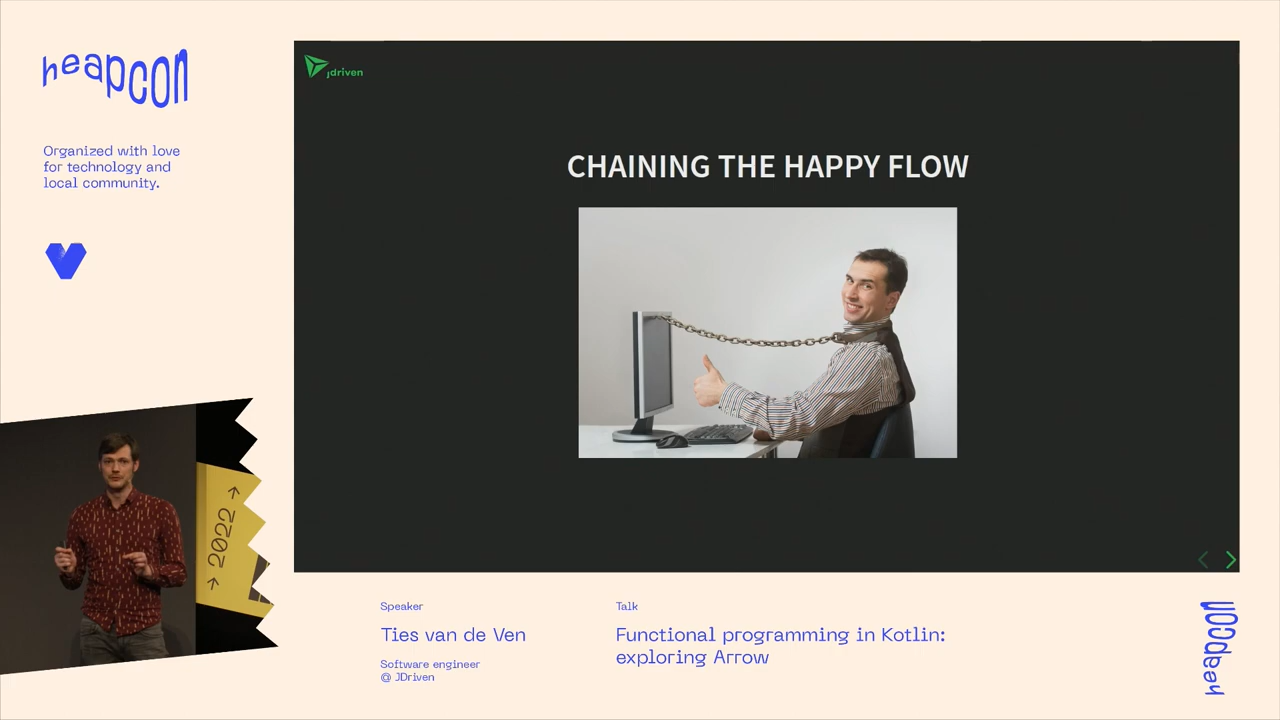 heapcon
Organized with love
for technology and
local community.
jdriven
CHAINING THE HAPPY FLOW
→ 2022 →
Speaker
Ties van de Ven
Software engineer
@ JDriven
Talk
Functional programming in Kotlin:
exploring Arrow
heapcon